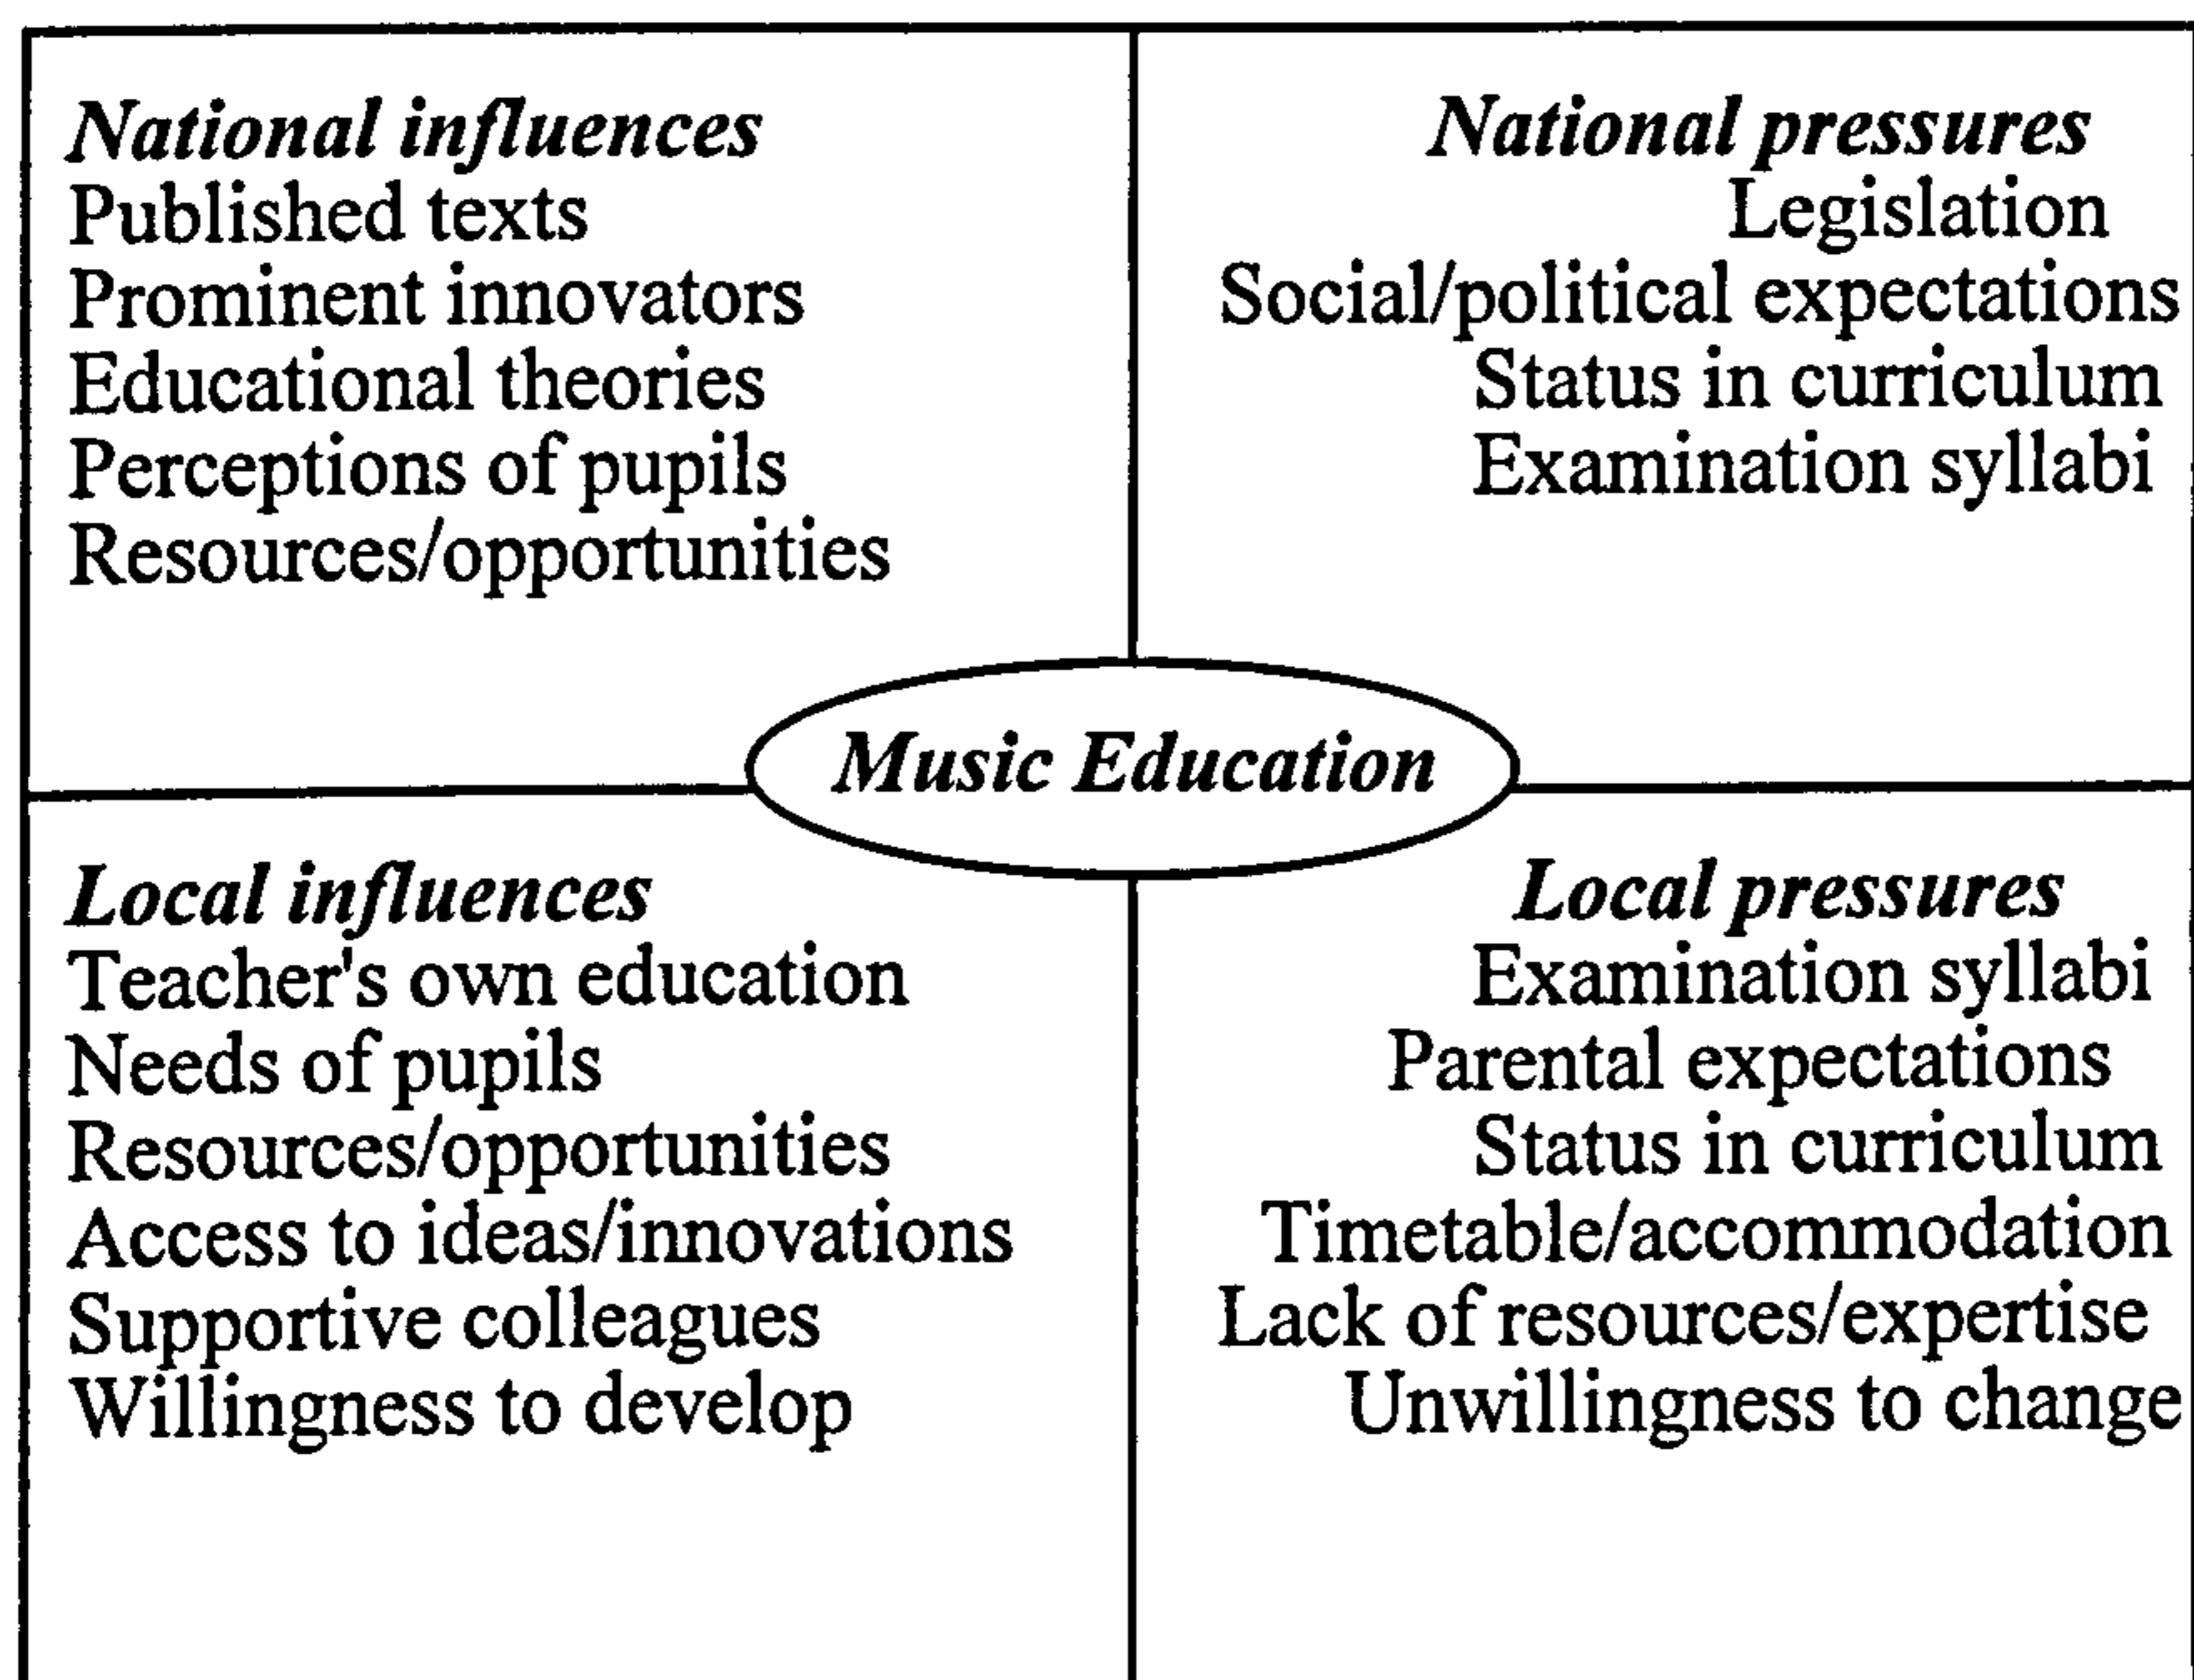 National influences
Published texts
Prominent innovators
Educational theories
Perceptions of pupils
Resources/opportunities
National pressures
Legislation
Social/political expectations
Status in curriculum
Examination syllabi
Music Education
Local influences
Teacher's own education
Needs of pupils
Resources/opportunities
Access to ideas/innovations
Supportive colleagues
Willingness to develop
Local pressures
Examination syllabi
Parental expectations
Status in curriculum
Timetable/accommodation
Lack of resources/expertise
Unwillingness to change